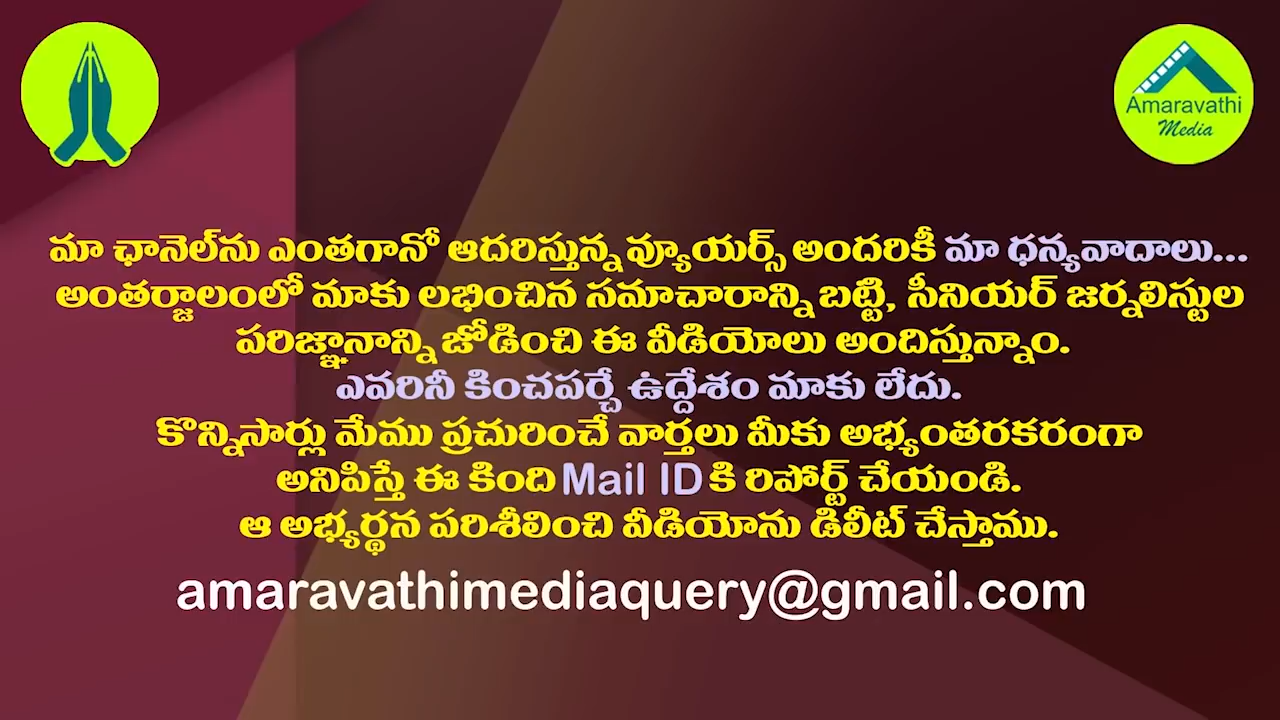 Amaravathi
Media
మా ఛానెల్‌ను ఎంతగానో ఆదరిస్తున్న వ్యూయర్స్ అందరికీ మా ధన్యవాదాలు...
అంతర్జాలంలో మాకు లభించిన సమాచారాన్ని బట్టి, సీనియర్ జర్నలిస్టుల
పరిజ్ఞానాన్ని జోడించి ఈ వీడియోలు అందిస్తున్నాం.
ఎవరినీ కించపర్చే ఉద్దేశం మాకు లేదు.
కొన్నిసార్లు మేము ప్రచురించే వార్తలు మీకు అభ్యంతరకరంగా
అనిపిస్తే ఈ కింది Mail ID కి రిపోర్ట్ చేయండి.
ఆ అభ్యర్థన పరిశీలించి వీడియోను డిలీట్ చేస్తాము.
amaravathimediaquery@gmail.com